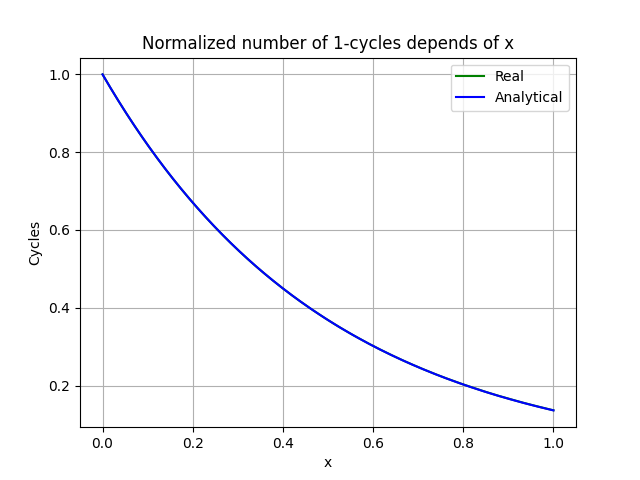 Normalized number of 1-cycles depends of x
Real
Analytical
Cycles
1.0
0.8
0.6
0.4
0.2
0.0 0.2 0.4 0.6 0.8 1.0
x